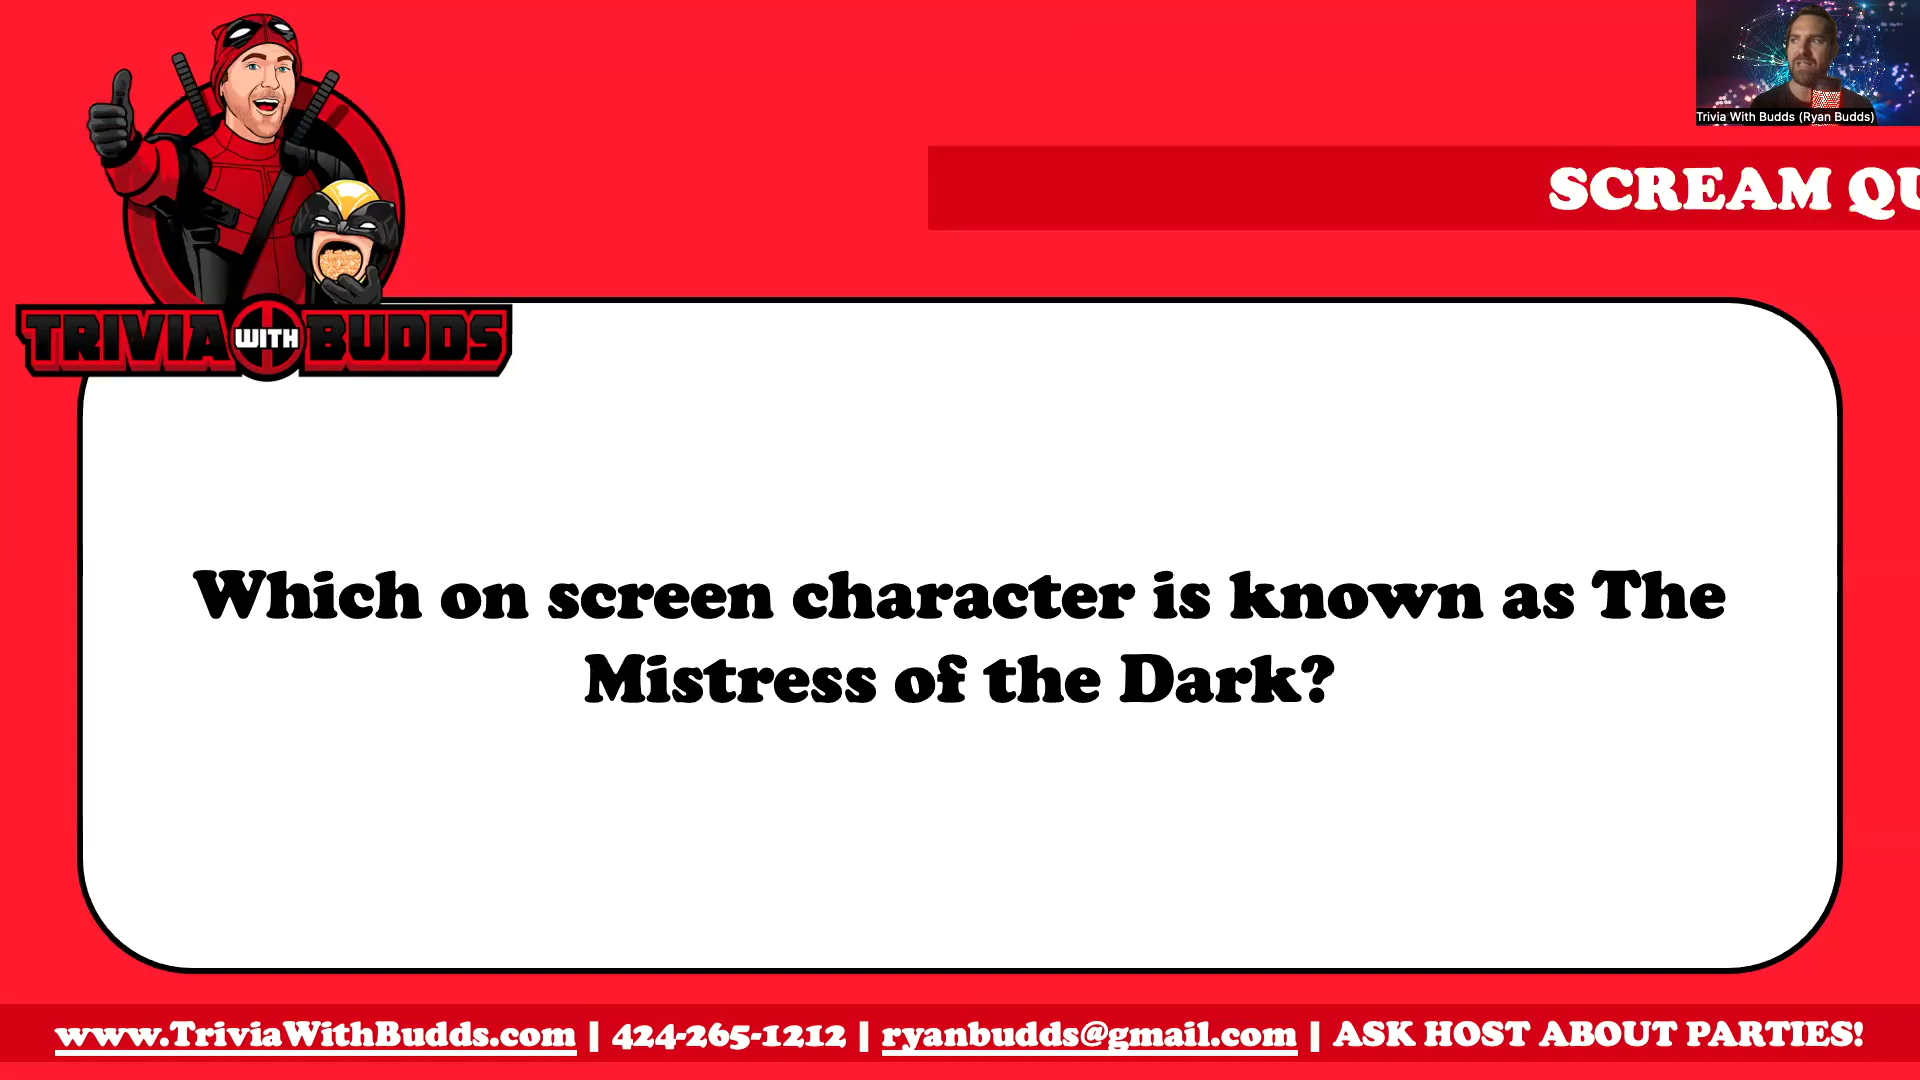 Trivia With Budds (Ryan Budds)
SCREAM QU
TRIVIA WITH BUDDS
Which on screen character is known as The
Mistress of the Dark?
www.TriviaWithBudds.com | 424-265-1212 | ryanbudds@gmail.com | ASK HOST ABOUT PARTIES!